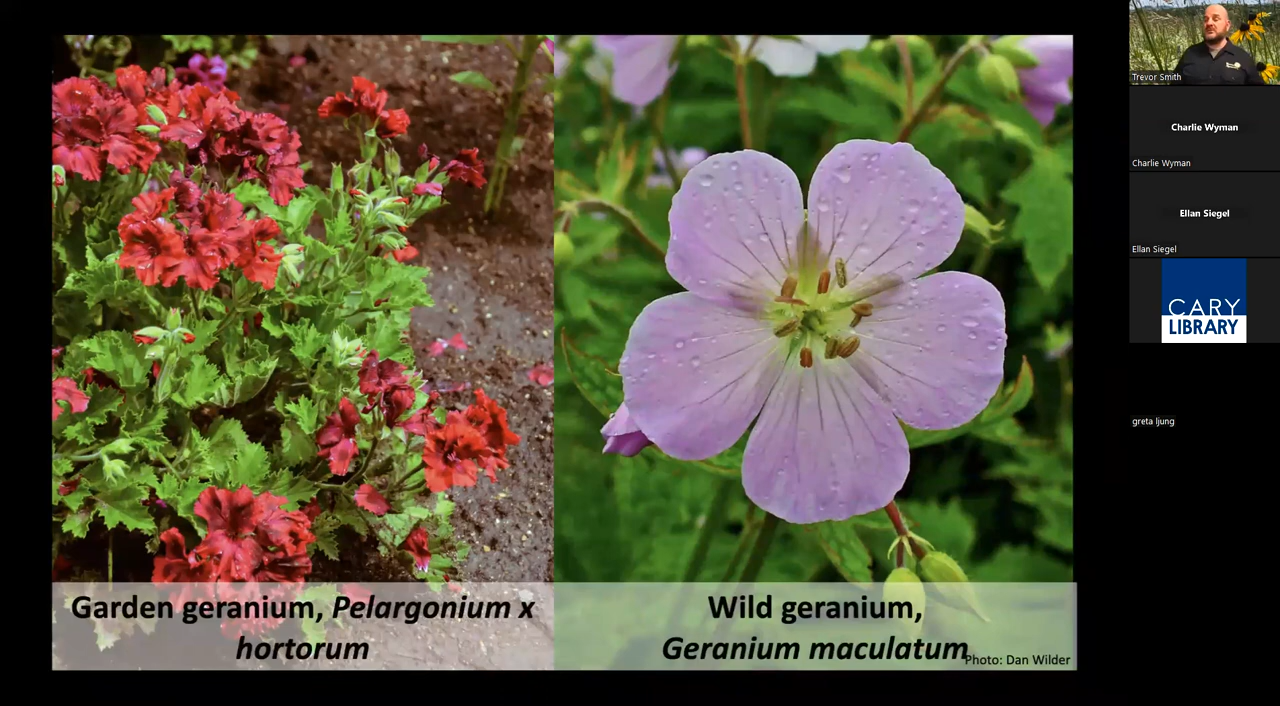 Garden geranium, Pelargonium x
hortorum
Wild geranium,
Geranium maculatum
Photo: Dan Wilder
Trevor Smith
Charlie Wyman
Charlie Wyman
Ellan Siegel
Ellan Siegel
CARY
LIBRARY
greta ljung